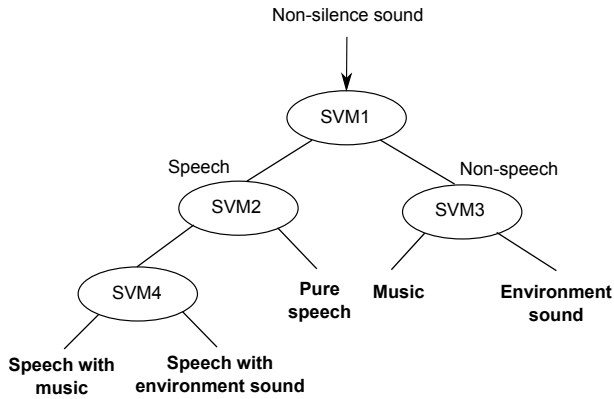 Non-silence sound
SVM1
Speech
Non-speech
SVM2
SVM3
SVM4
Pure
speech
Music
Environment
sound
Speech with
music
Speech with
environment sound